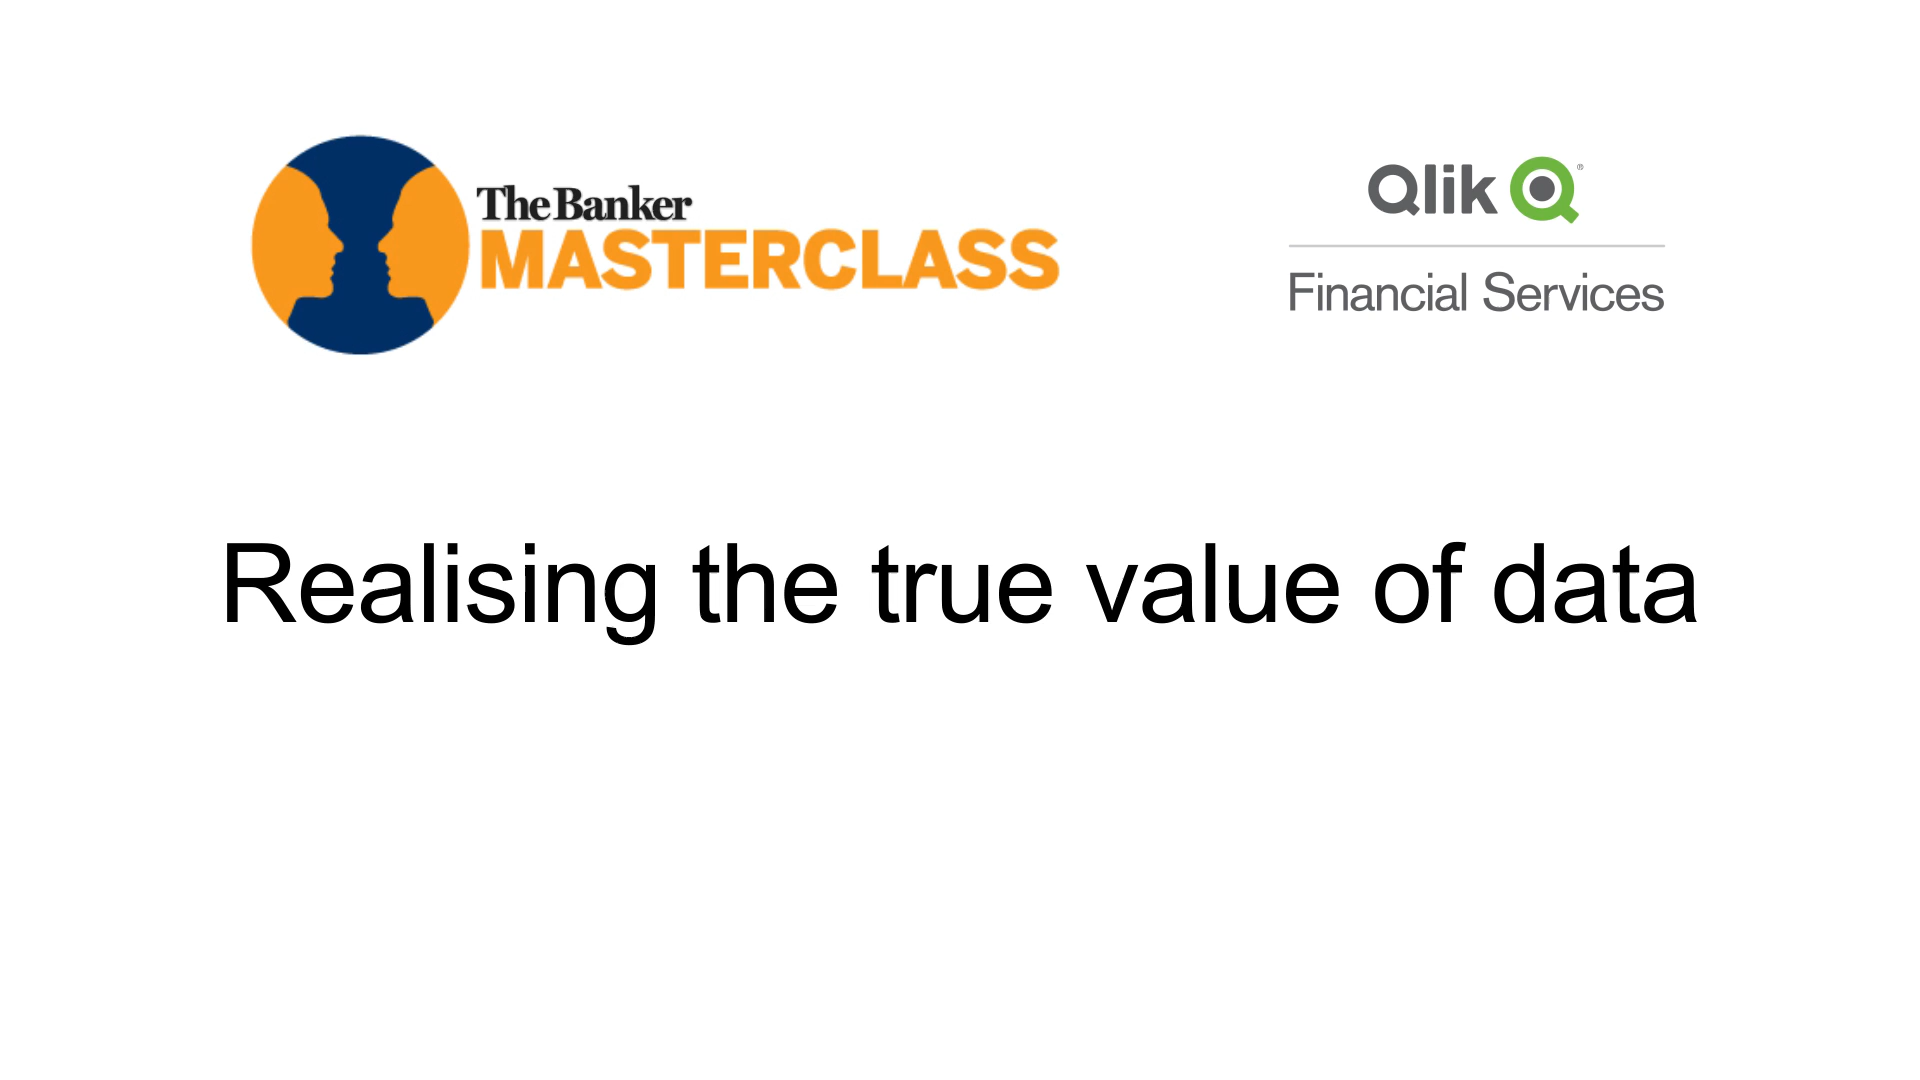 The Banker
MASTERCLASS
Qlik
®
Financial Services
Realising the true value of data